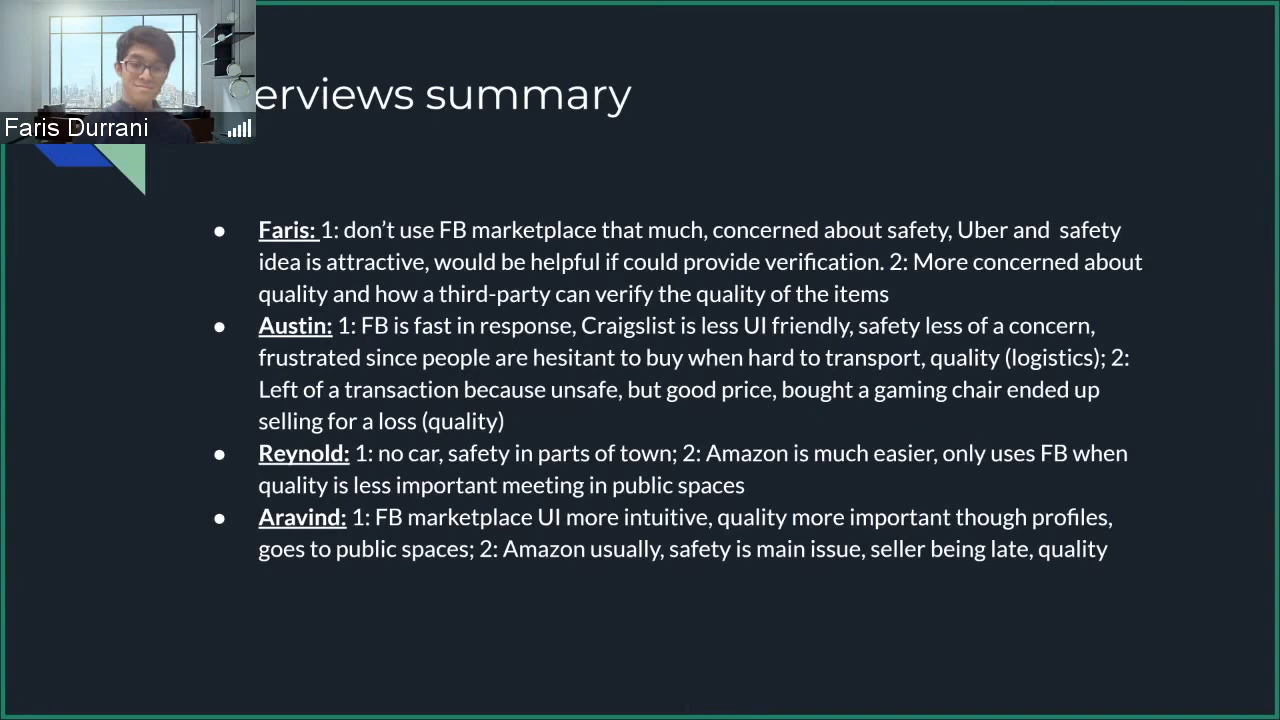 erviews summary
Faris Durrani
● Faris: 1: don't use FB marketplace that much, concerned about safety, Uber and  safety
idea is attractive, would be helpful if could provide verification. 2: More concerned about
quality and how a third-party can verify the quality of the items
● Austin: 1: FB is fast in response, Craigslist is less UI friendly, safety less of a concern,
frustrated since people are hesitant to buy when hard to transport, quality (logistics); 2:
Left of a transaction because unsafe, but good price, bought a gaming chair ended up
selling for a loss (quality)
● Reynold: 1: no car, safety in parts of town; 2: Amazon is much easier, only uses FB when
quality is less important meeting in public spaces
● Aravind: 1: FB marketplace UI more intuitive, quality more important though profiles,
goes to public spaces; 2: Amazon usually, safety is main issue, seller being late, quality